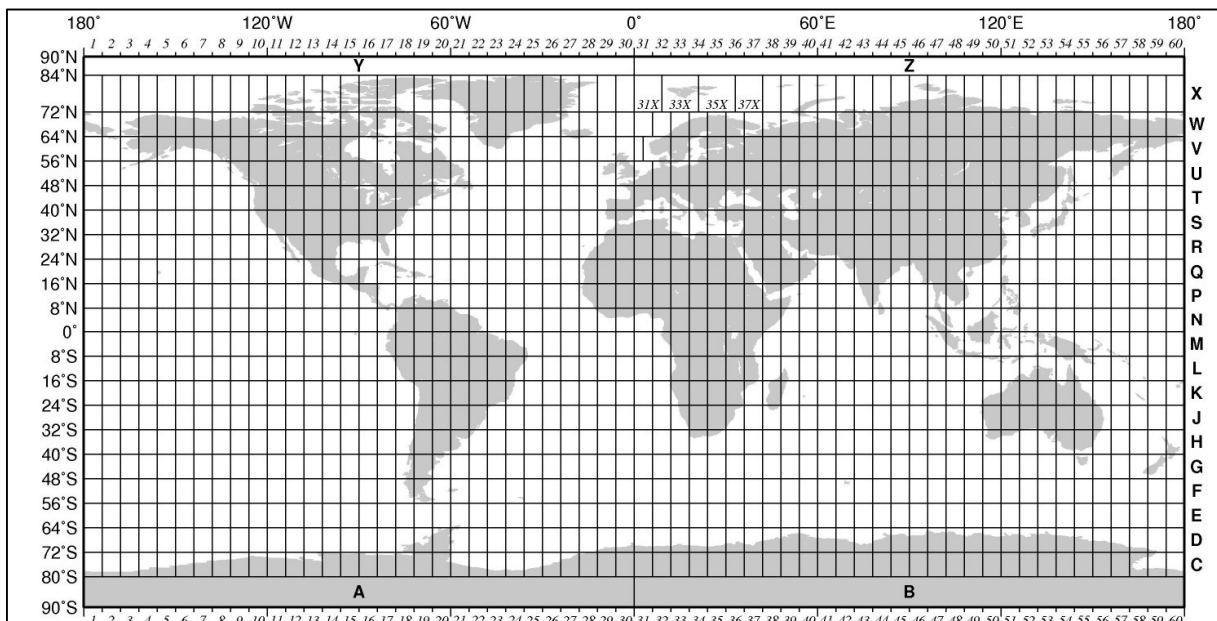 180° 120°W 60°W 0° 60°E 120°E 180°
1 2 3 4 5 6 7 8 9 10 11 12 13 14 15 16 17 18 19 20 21 22 23 24 25 26 27 28 29 30 31 32 33 34 35 36 37 38 39 40 41 42 43 44 45 46 47 48 49 50 51 52 53 54 55 56 57 58 59 60
90°N
Y Z
84°N
X
31X 33X 35X 37X
72°N
W
64°N
V
56°N
U
48°N
T
40°N
S
32°N
R
24°N
Q
16°N
P
8°N
N
0°
M
8°S
L
16°S
K
24°S
J
32°S
H
40°S
G
48°S
F
56°S
E
64°S
D
72°S
C
80°S
A B
90°S
1 2 3 4 5 6 7 8 9 10 11 12 13 14 15 16 17 18 19 20 21 22 23 24 25 26 27 28 29 30 31 32 33 34 35 36 37 38 39 40 41 42 43 44 45 46 47 48 49 50 51 52 53 54 55 56 57 58 59 60